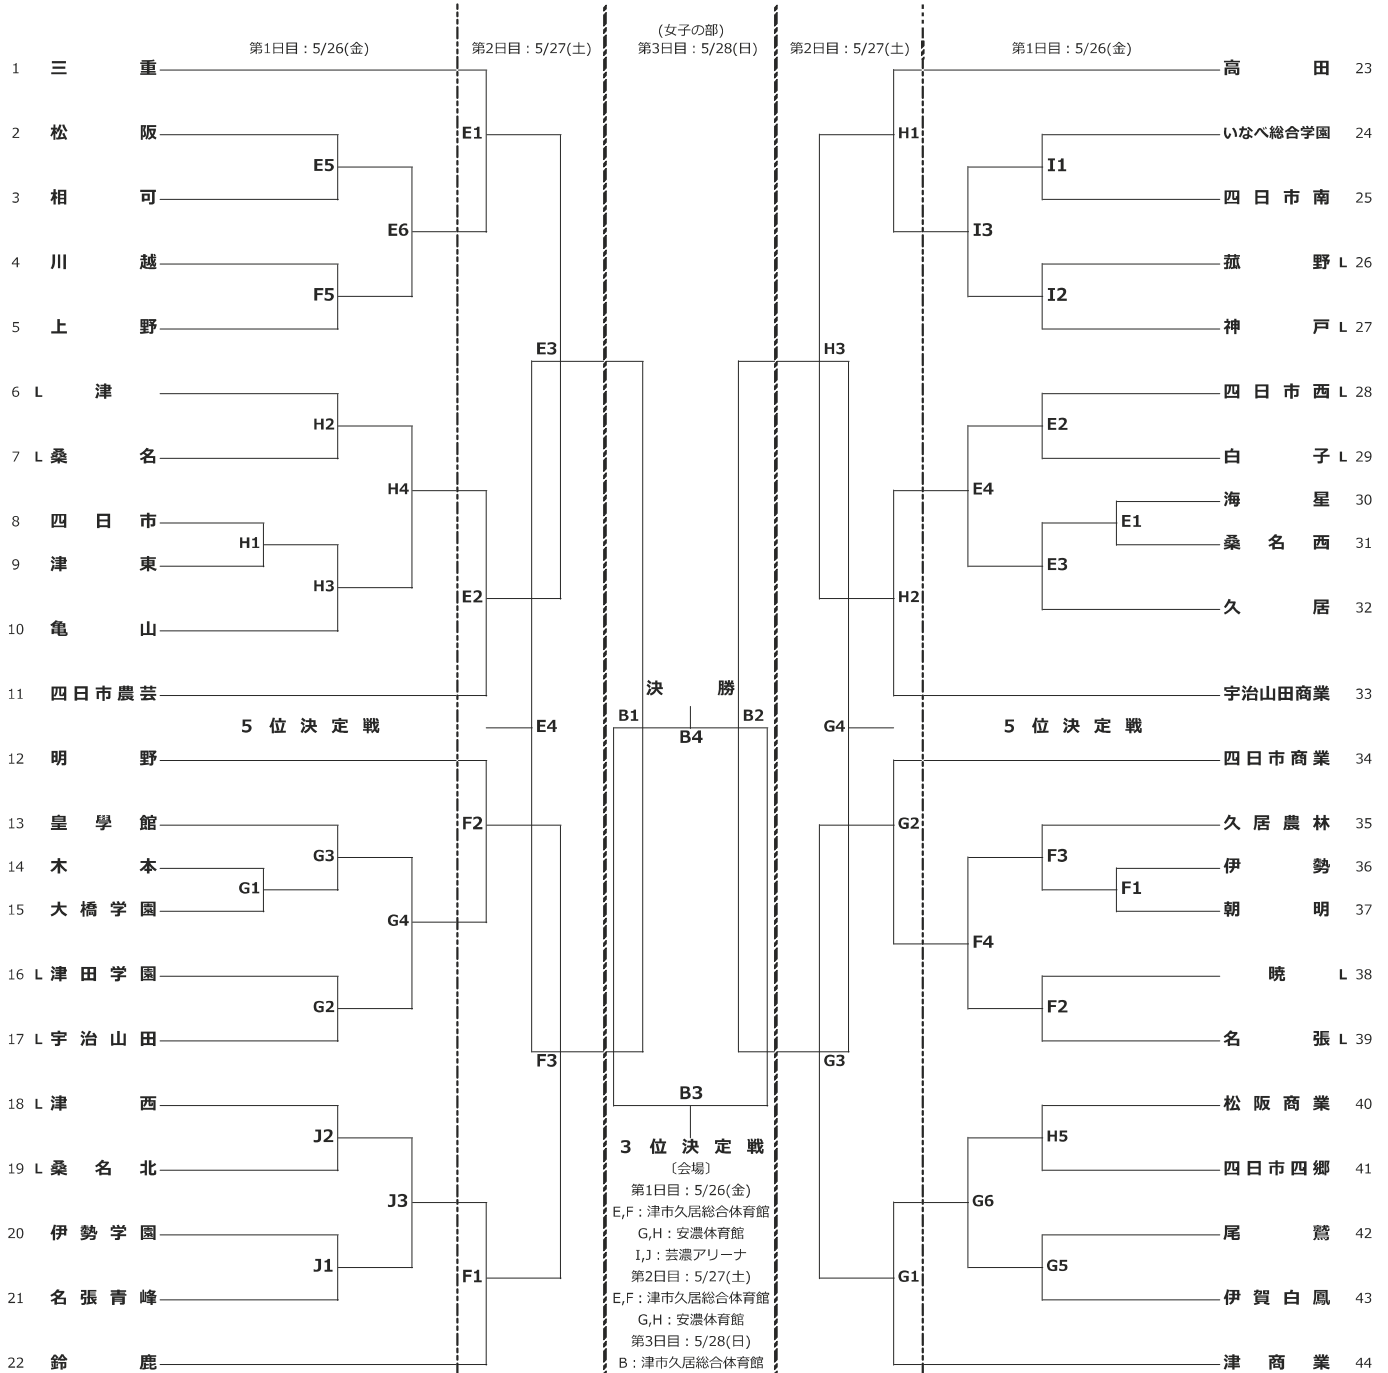 (女子の部)
第1日目：5/26(金) 第2日目：5/27(土) 第3日目：5/28(日) 第2日目：5/27(土) 第1日目：5/26(金)
1 三重 高田 23
2 松阪 E1 H1 いなべ総合学園 24
E5 I1
3 相可 四日市南 25
E6 I3
4 川越 菰野 L 26
F5 I2
5 上野 神戸 L 27
E3 H3
6 L 津 四日市西 L 28
H2 E2
7 L 桑名 白子 L 29
H4 E4
海星 30
8 四日市 E1
H1 桑名西 31
9 津東 E3
H3
E2 H2
久居 32
10 亀山
11 四日市農芸 決勝 宇治山田商業 33
B1 B2
5位決定戦 E4 B4 G4 5位決定戦
12 明野 四日市商業 34
13 皇學館 F2 G2 久居農林 35
G3 F3
14 木本 伊勢 36
G1 F1
15 大橋学園 朝明 37
G4 F4
16 L 津田学園 暁 L 38
G2 F2
17 L 宇治山田 名張 L 39
F3 G3
B3
18 L 津西 松阪商業 40
J2 H5
3位決定戦
19 L 桑名北 〔会場〕 四日市四郷 41
第1日目：5/26(金)
J3 G6
E,F：津市久居総合体育館
20 伊勢学園 G,H：安濃体育館 尾鷲 42
I,J：芸濃アリーナ
J1 G5
F1 第2日目：5/27(土) G1
21 名張青峰 E,F：津市久居総合体育館 伊賀白鳳 43
G,H：安濃体育館
第3日目：5/28(日)
22 鈴鹿 B：津市久居総合体育館 津商業 44